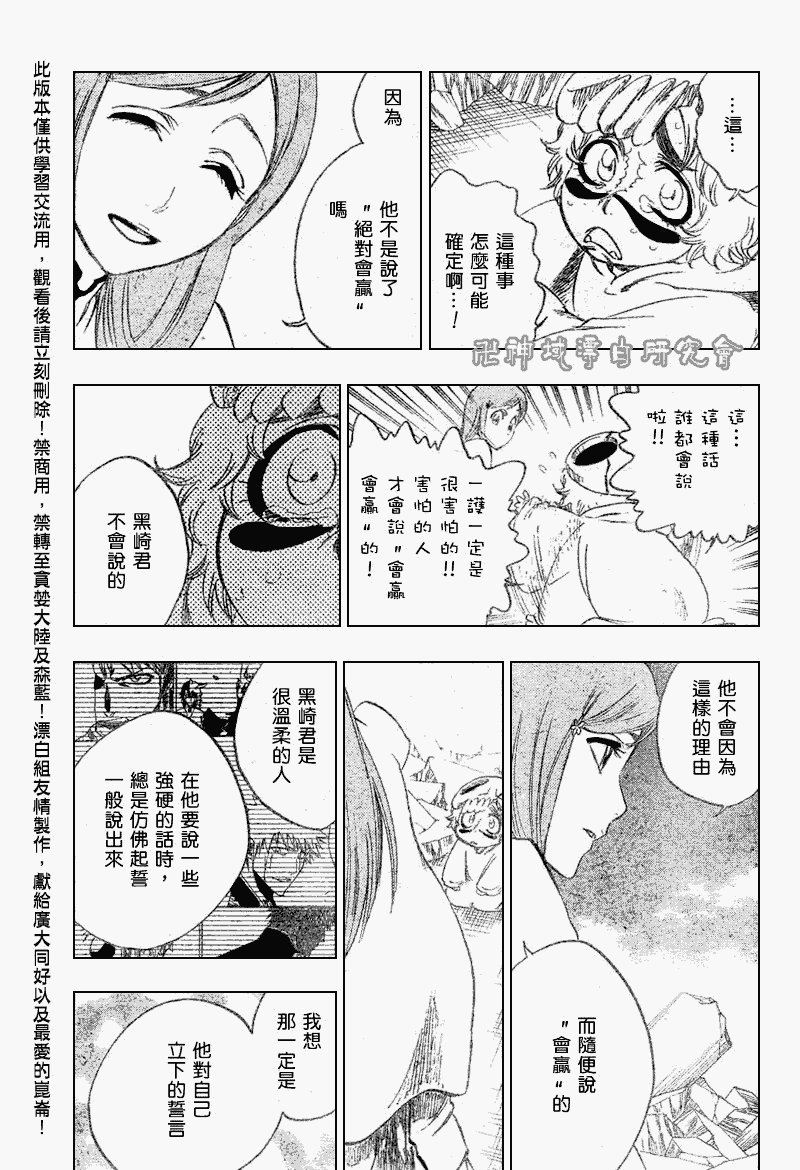 …這…
這種事
怎麼可能
確定啊…！
因為
他不是說了
〝絕對會贏〞
嗎
卍神域漂白研究會
這…
這種話
誰都會說
啦!!
一護一定是
很害怕的!!
害怕的人
才會說〝會贏
會贏〞的！
黑崎君
不會說的
他不會因為
這樣的理由
而隨便說
〝會贏〞的
黑崎君是
很溫柔的人
在他要說一些
強硬的話時，
總是仿佛起誓
一般說出來
我想
那一定是
他對自己
立下的誓言
此版本僅供學習交流用，觀看後請立刻刪除！禁商用，禁轉至貪婪大陸及森藍！漂白組友情製作，獻給廣大同好以及最愛的崑崙！